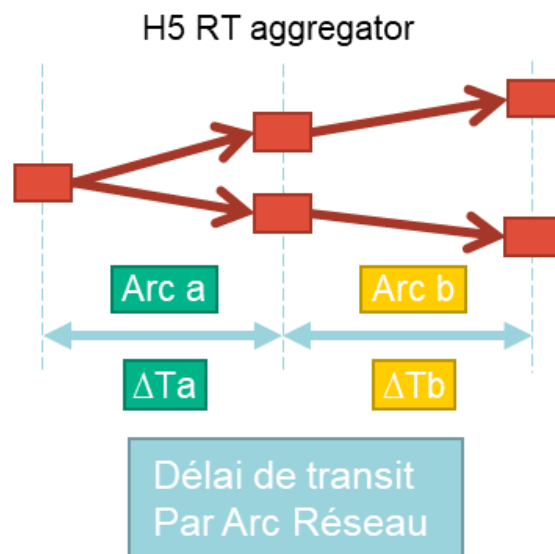 H5 RT aggregator
Arc a
Arc b
ΔTa
ΔTb
Délai de transit
Par Arc Réseau